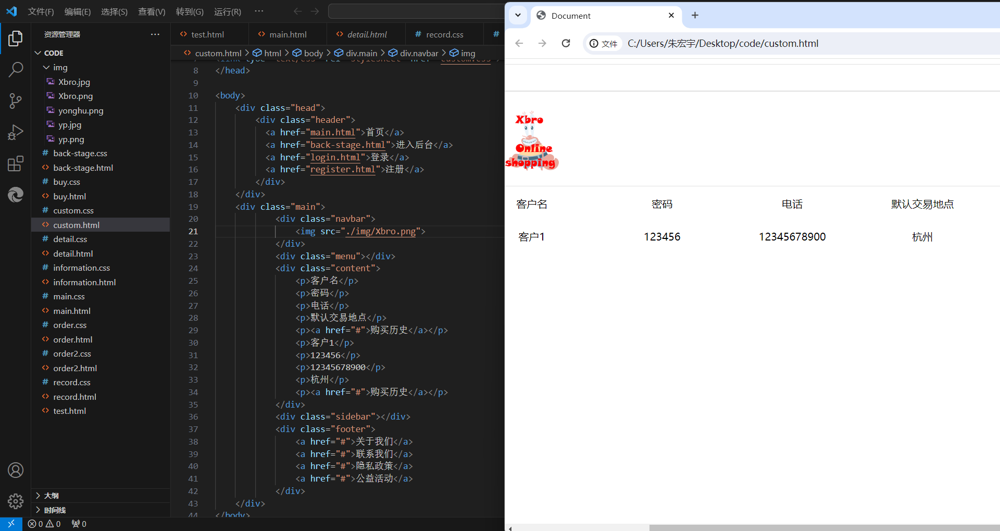 文件(F) 编辑(E) 选择(S) 查看(V) 转到(G) 运行(R) ···
资源管理器 ···
CODE
img
Xbro.jpg
Xbro.png
yonghu.png
yp.jpg
yp.png
# back-stage.css
<> back-stage.html
# buy.css
<> buy.html
# custom.css
<> custom.html
# detail.css
<> detail.html
# information.css
<> information.html
# main.css
<> main.html
# order.css
<> order.html
# order2.css
<> order2.html
# record.css
<> record.html
<> test.html
大纲
时间线
0 0 0
<> test.html <> main.html <> detail.html # record.css #
<> custom.html > html > body > div.main > div.navbar > img
7 <link type="text/css" rel="stylesheet" href="custom.css">
8 </head>
9
10 <body>
11 <div class="head">
12 <div class="header">
13 <a href="main.html">首页</a>
14 <a href="back-stage.html">进入后台</a>
15 <a href="login.html">登录</a>
16 <a href="register.html">注册</a>
17 </div>
18 </div>
19 <div class="main">
20 <div class="navbar">
21 <img src="./img/Xbro.png">
22 </div>
23 <div class="menu"></div>
24 <div class="content">
25 <p>客户名</p>
26 <p>密码</p>
27 <p>电话</p>
28 <p>默认交易地点</p>
29 <p><a href="#">购买历史</a></p>
30 <p>客户1</p>
31 <p>123456</p>
32 <p>12345678900</p>
33 <p>杭州</p>
34 <p><a href="#">购买历史</a></p>
35 </div>
36 <div class="sidebar"></div>
37 <div class="footer">
38 <a href="#">关于我们</a>
39 <a href="#">联系我们</a>
40 <a href="#">隐私政策</a>
41 <a href="#">公益活动</a>
42 </div>
43 </div>
44 </body>
Document
文件 C:/Users/朱宏宇/Desktop/code/custom.html
Xbro
Online
shopping
客户名 密码 电话 默认交易地点
客户1 123456 12345678900 杭州